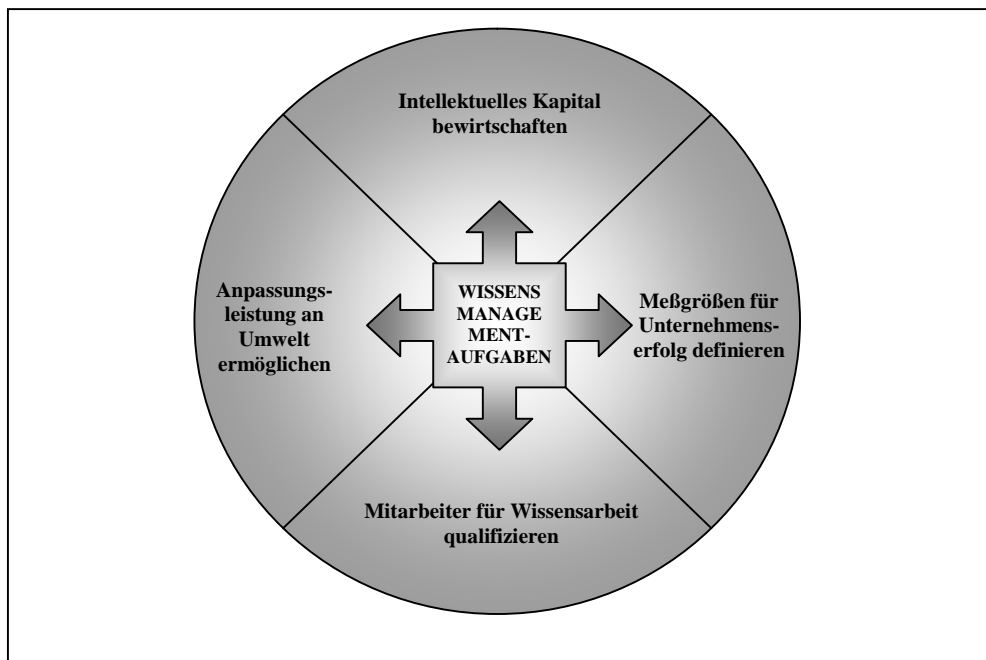 Intellektuelles Kapital
bewirtschaften
Anpassungs-
leistung an
Umwelt
ermöglichen
WISSENS
MANAGE
MENT-
AUFGABEN
Meßgrößen für
Unternehmens-
erfolg definieren
Mitarbeiter für Wissensarbeit
qualifizieren